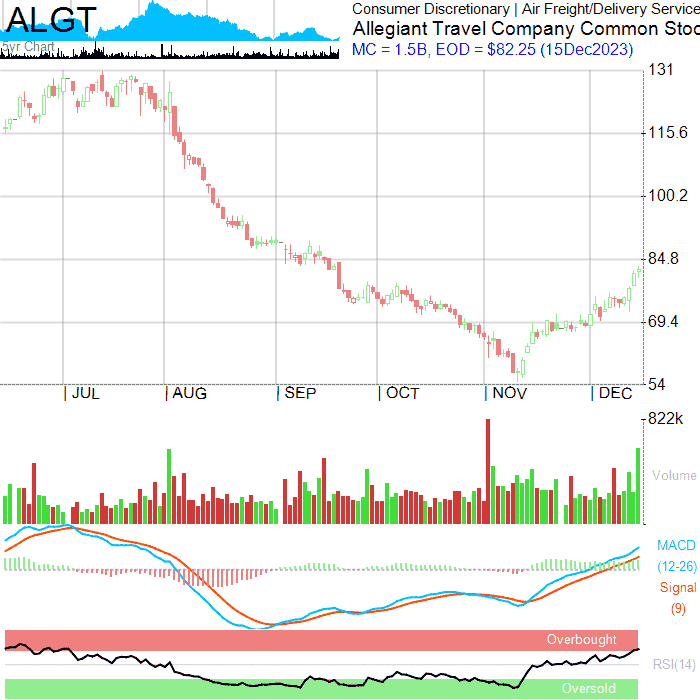 ALGT
5yr Chart
Consumer Discretionary | Air Freight/Delivery Service
Allegiant Travel Company Common Stoc
MC = 1.5B, EOD = $82.25 (15Dec2023)
131
115.6
100.2
84.8
69.4
54
JUL AUG SEP OCT NOV DEC
822k
Volume
MACD
(12-26)
Signal
(9)
Overbought
RSI(14)
Oversold